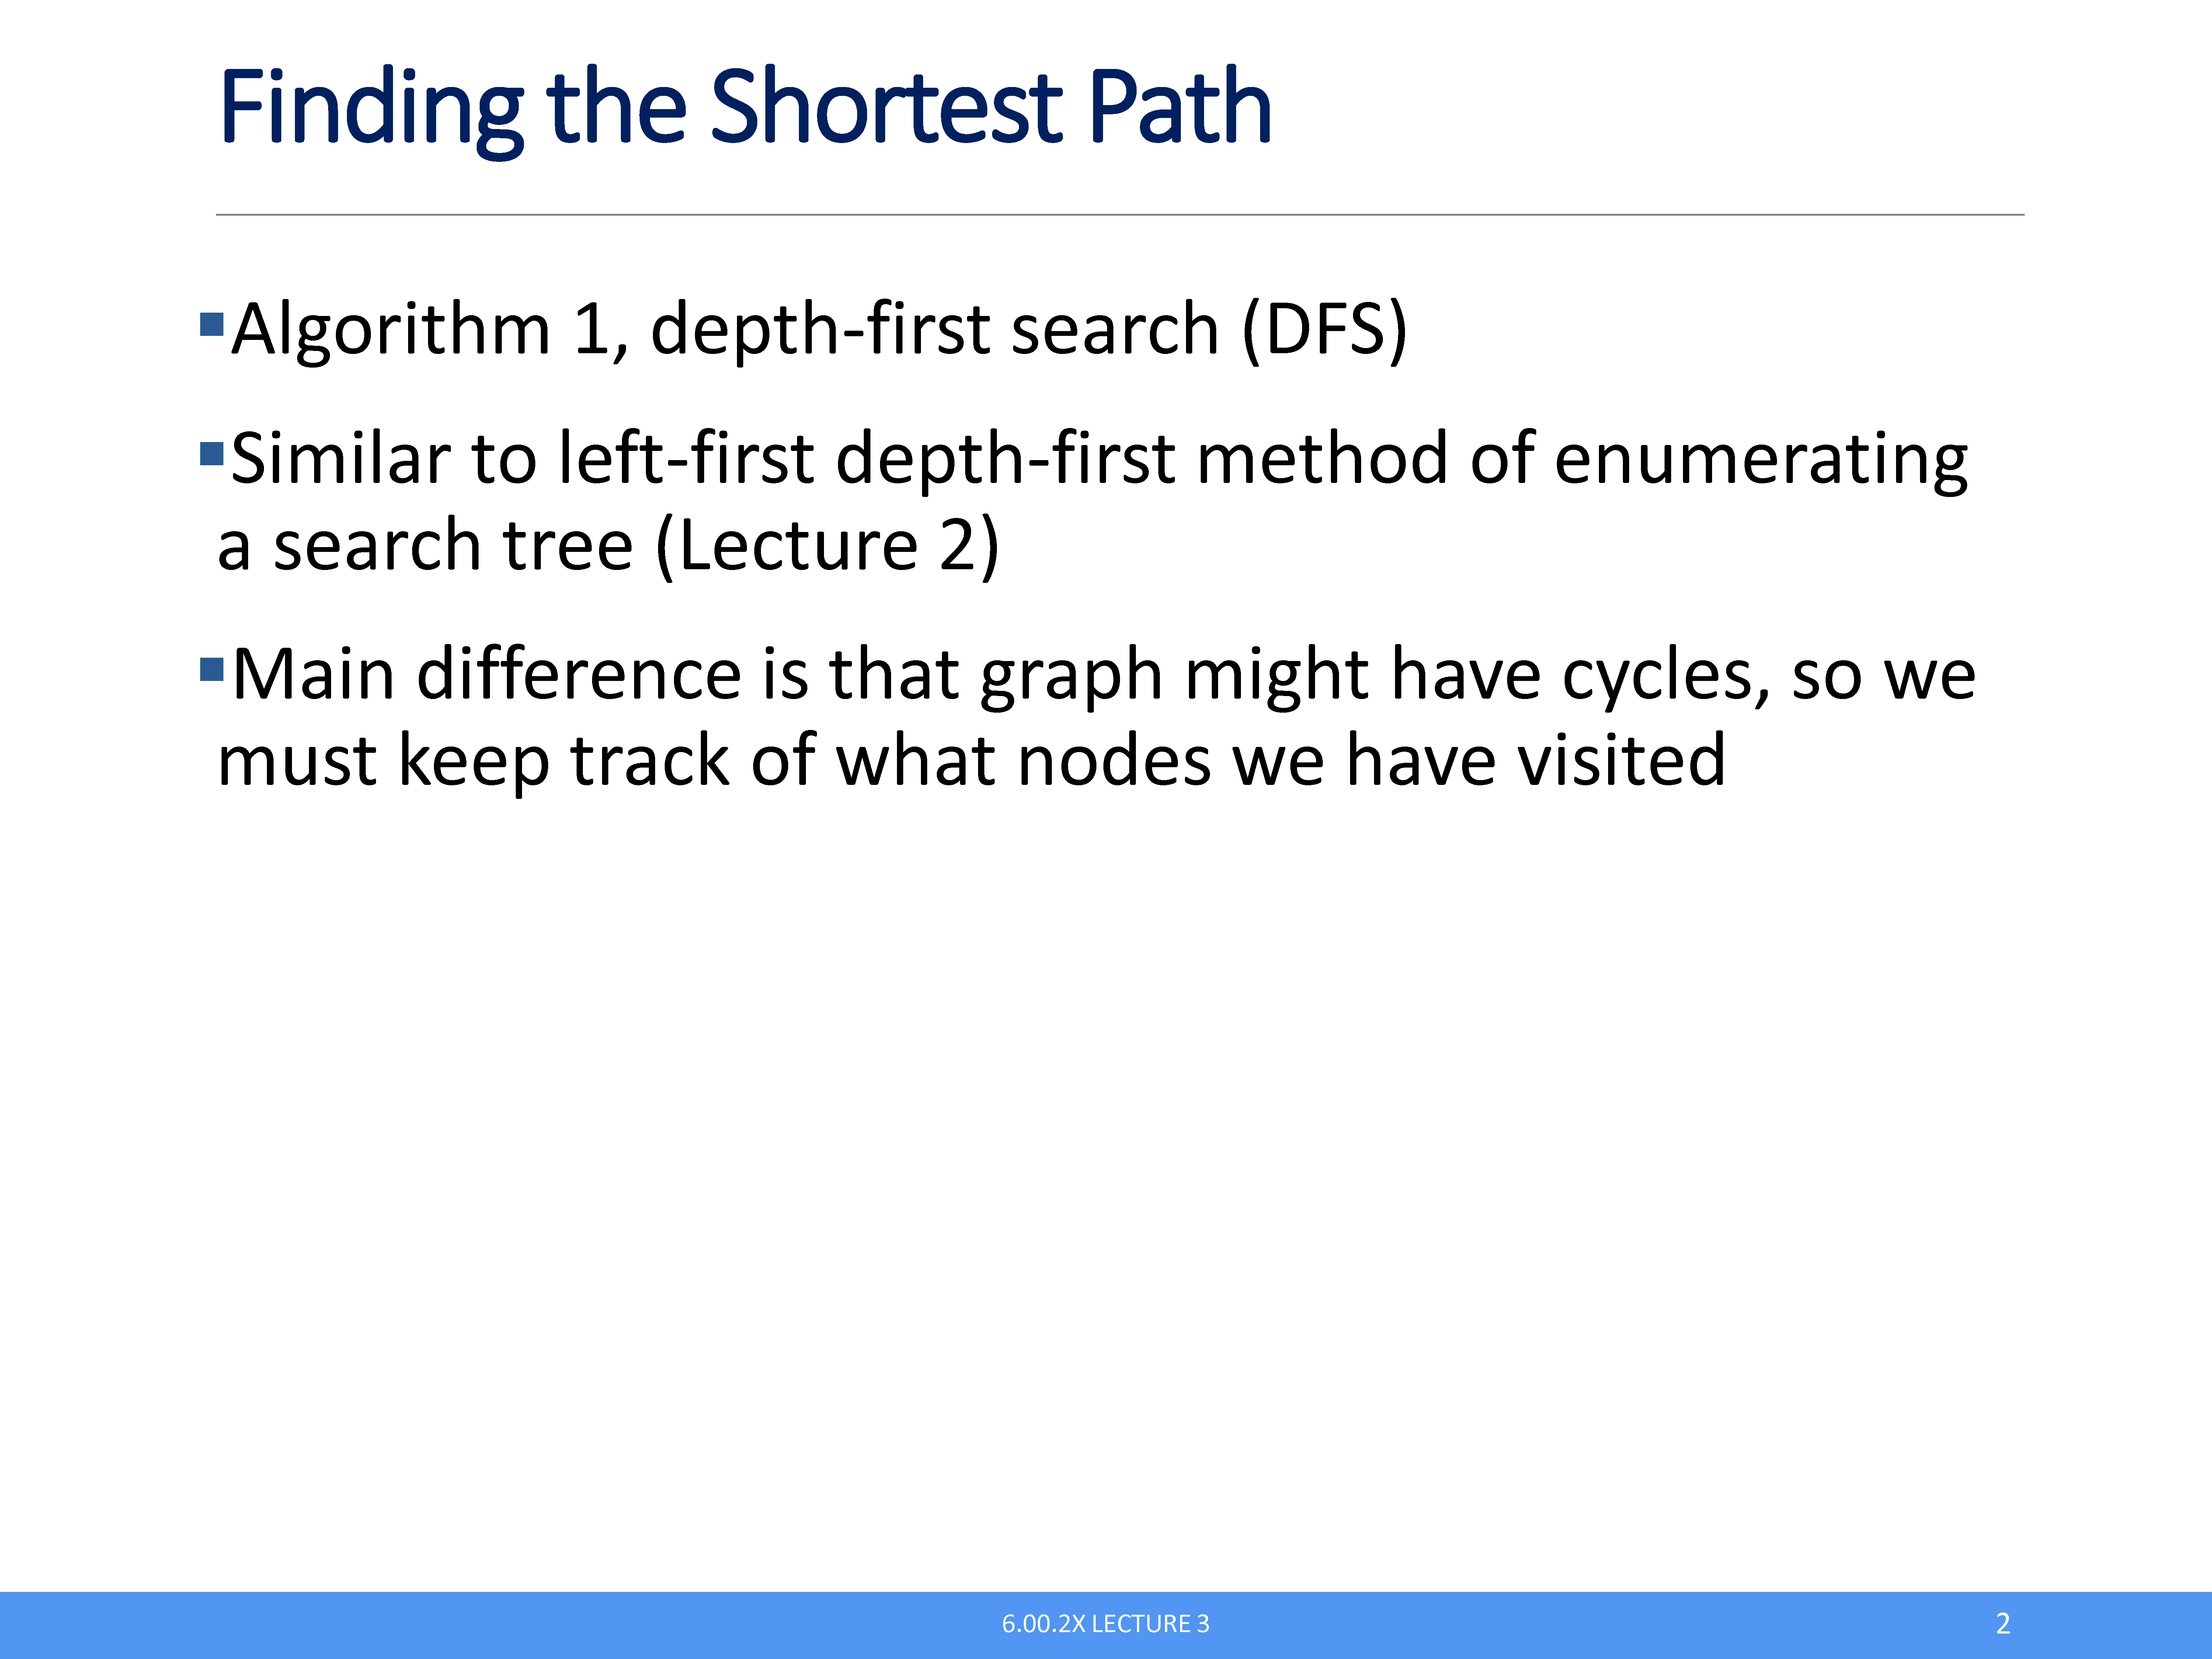 Finding the Shortest Path
▪Algorithm 1, depth-first search (DFS)
▪Similar to left-first depth-first method of enumerating
a search tree (Lecture 2)
▪Main difference is that graph might have cycles, so we
must keep track of what nodes we have visited
6.00.2X LECTURE 3
2